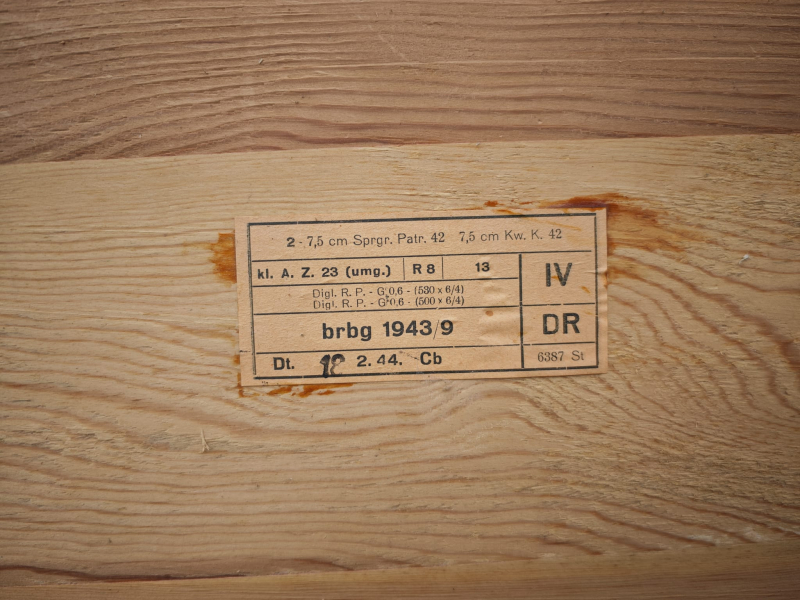 2 - 7,5 cm Sprgr. Patr. 42 7,5 cm Kw. K. 42
kl. A. Z. 23 (umg.) R 8 13
IV
Digl. R. P. - G 0,6 - (530 x 6/4)
Digl. R. P. - G 0,6 - (500 x 6/4)
brbg 1943/9
DR
Dt. 18 2. 44. Cb
6387 St